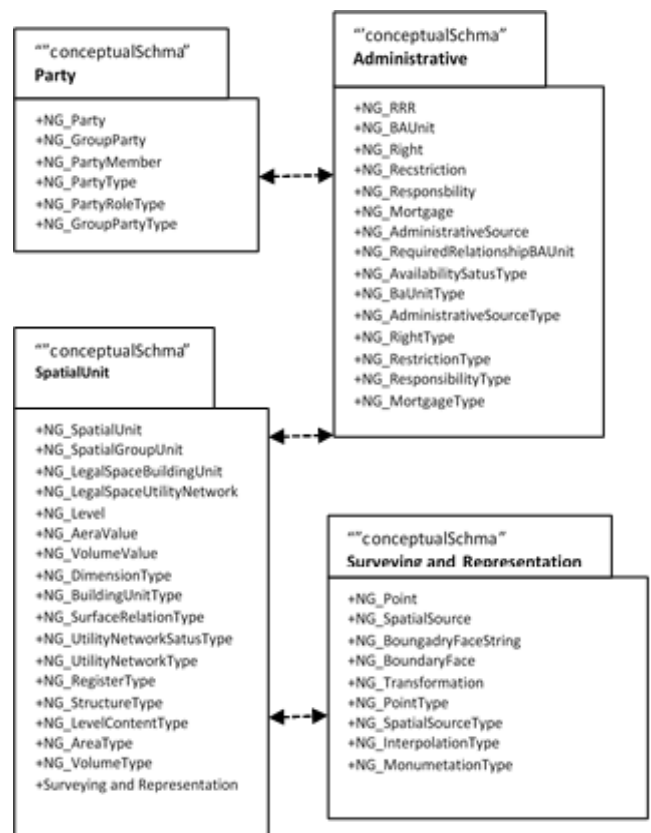 ""conceptualSchma"
Party
+NG_Party
+NG_GroupParty
+NG_PartyMember
+NG_PartyType
+NG_PartyRoleType
+NG_GroupPartyType
"'conceptualSchma"
Administrative
+NG_RRR
+NG_BAUnit
+NG_Right
+NG_Recstriction
+NG_Responsbility
+NG_Mortgage
+NG_AdministrativeSource
+NG_RequiredRelationshipBAUnit
+NG_AvailabilitySatusType
+NG_BaUnitType
+NG_AdministrativeSourceType
+NG_RightType
+NG_RestrictionType
+NG_ResponsibilityType
+NG_MortgageType
""conceptualSchma"
SpatialUnit
+NG_SpatialUnit
+NG_SpatialGroupUnit
+NG_LegalSpaceBuildingUnit
+NG_LegalSpaceUtilityNetwork
+NG_Level
+NG_AeraValue
+NG_VolumeValue
+NG_DimensionType
+NG_BuildingUnitType
+NG_SurfaceRelationType
+NG_UtilityNetworkSatusType
+NG_UtilityNetworkType
+NG_RegisterType
+NG_StructureType
+NG_LevelContentType
+NG_AreaType
+NG_VolumeType
+Surveying and Representation
""conceptualSchma"
Surveying and Representation
+NG_Point
+NG_SpatialSource
+NG_BoungadryFaceString
+NG_BoundaryFace
+NG_Transformation
+NG_PointType
+NG_SpatialSourceType
+NG_InterpolationType
+NG_MonumetationType